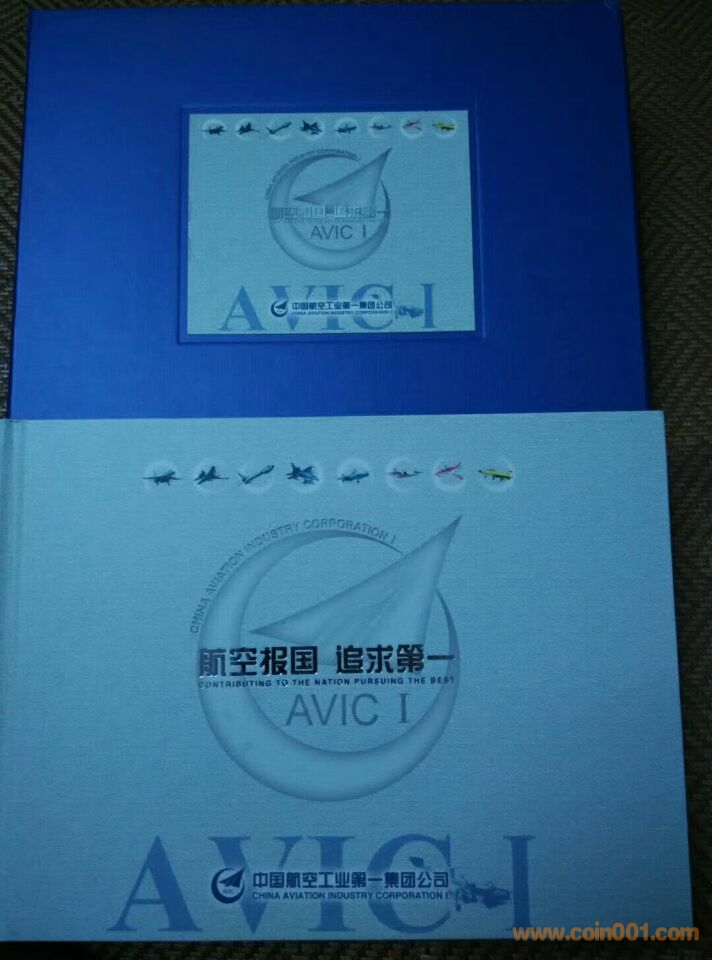 CHINA AVIATION INDUSTRY CORPORATION I
航空报国 追求第一
AVIC I
AVIC I
中国航空工业第一集团公司
CHINA AVIATION INDUSTRY CORPORATION I
CHINA AVIATION INDUSTRY CORPORATION I
航空报国 追求第一
CONTRIBUTING TO THE NATION PURSUING THE BEST
AVIC I
AVIC I
AVIC
中国航空工业第一集团公司
CHINA AVIATION INDUSTRY CORPORATION I
www.coin001.com